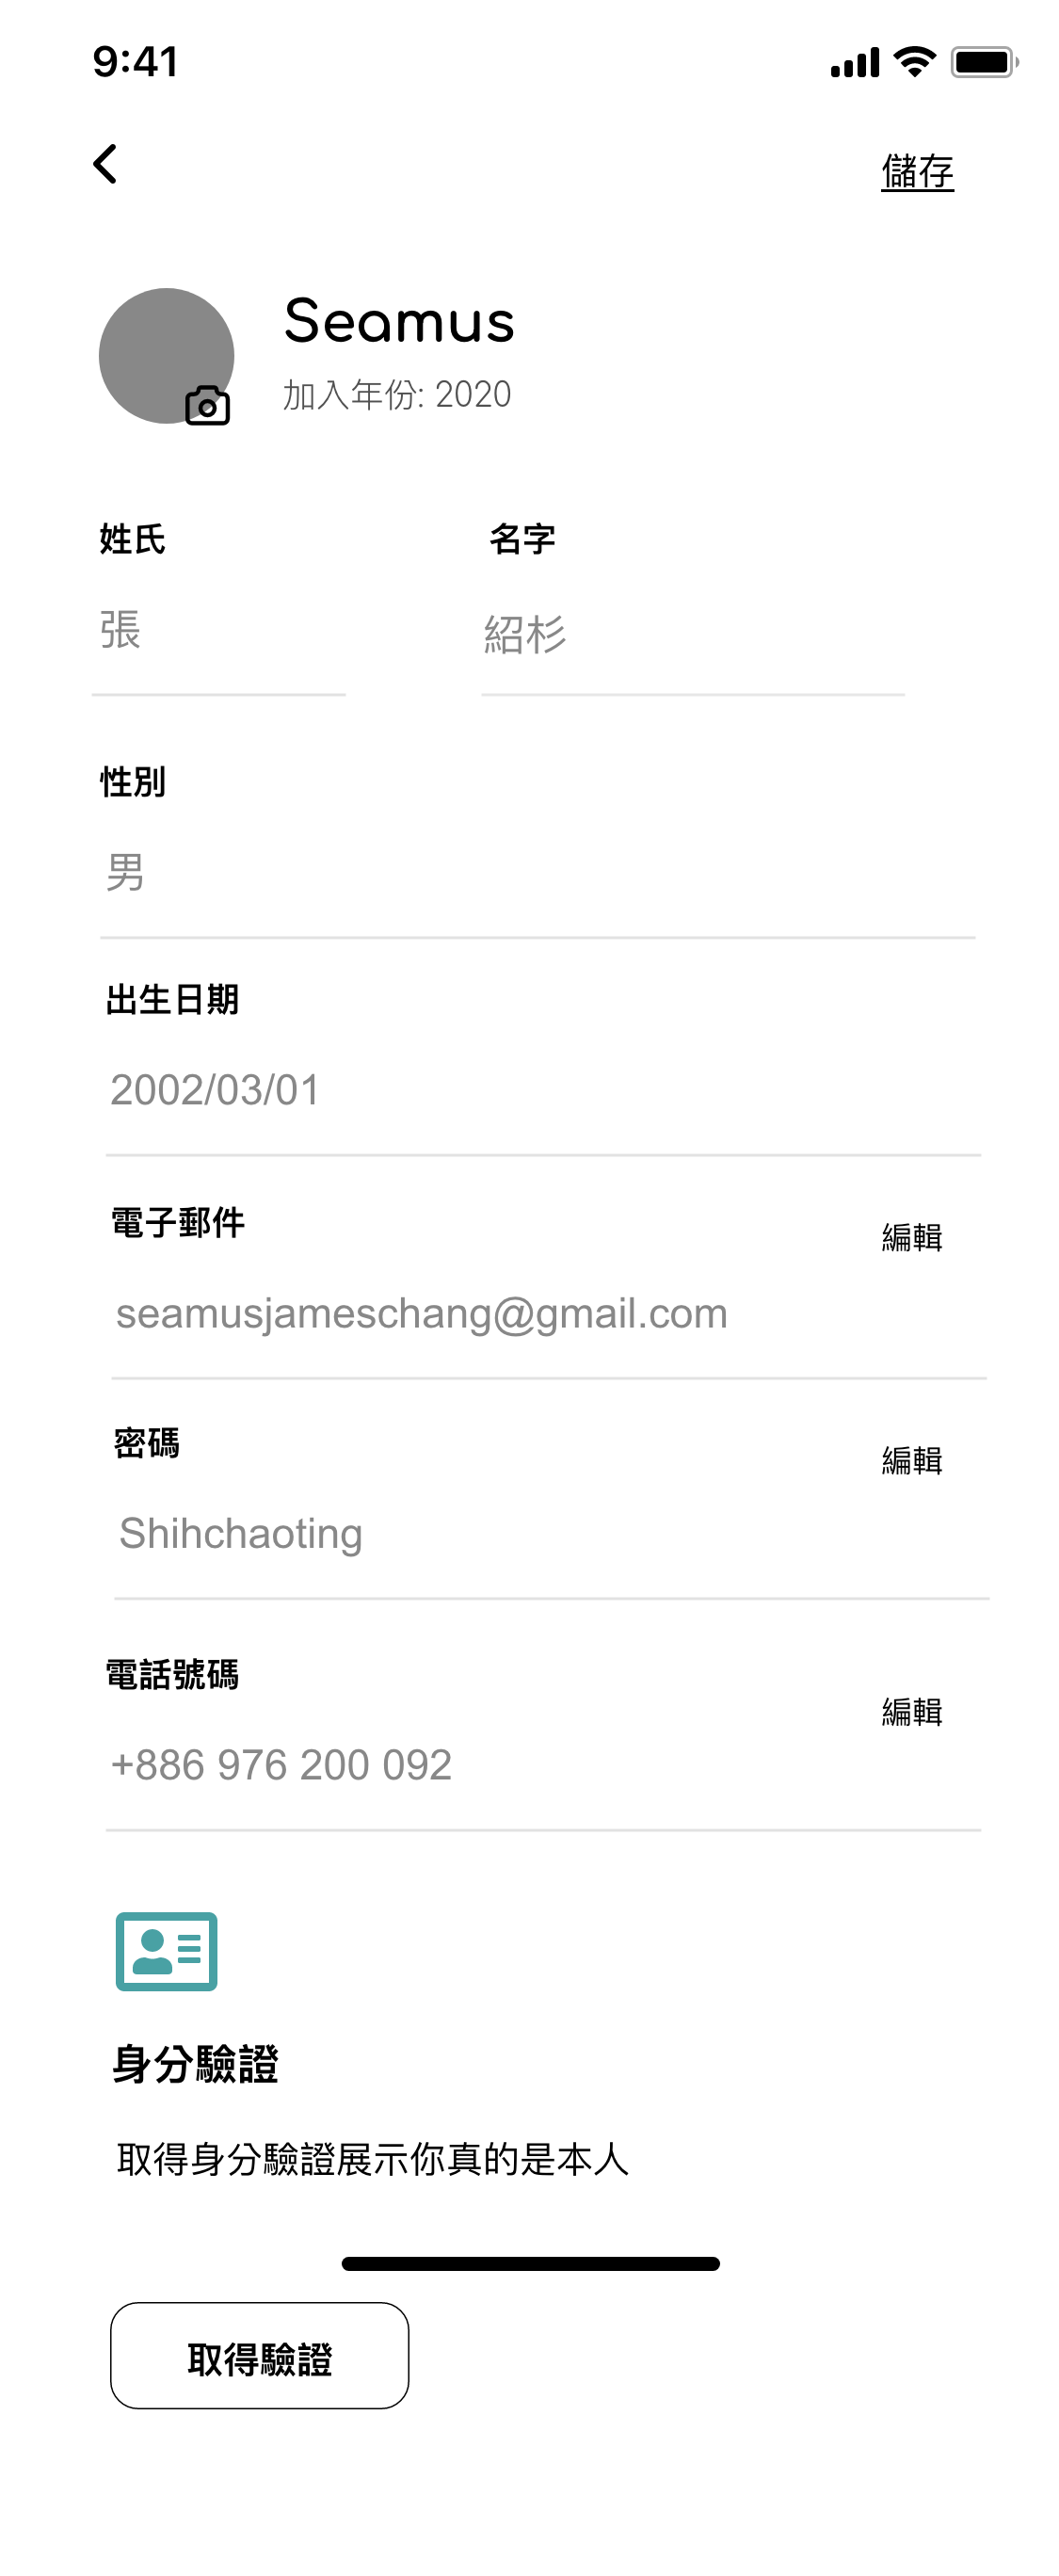 9:41
儲存
Seamus
加入年份: 2020
姓氏 名字
張 紹杉
性別
男
出生日期
2002/03/01
電子郵件
編輯
seamusjameschang@gmail.com
密碼
編輯
Shihchaoting
電話號碼
編輯
+886 976 200 092
身分驗證
取得身分驗證展示你真的是本人
取得驗證